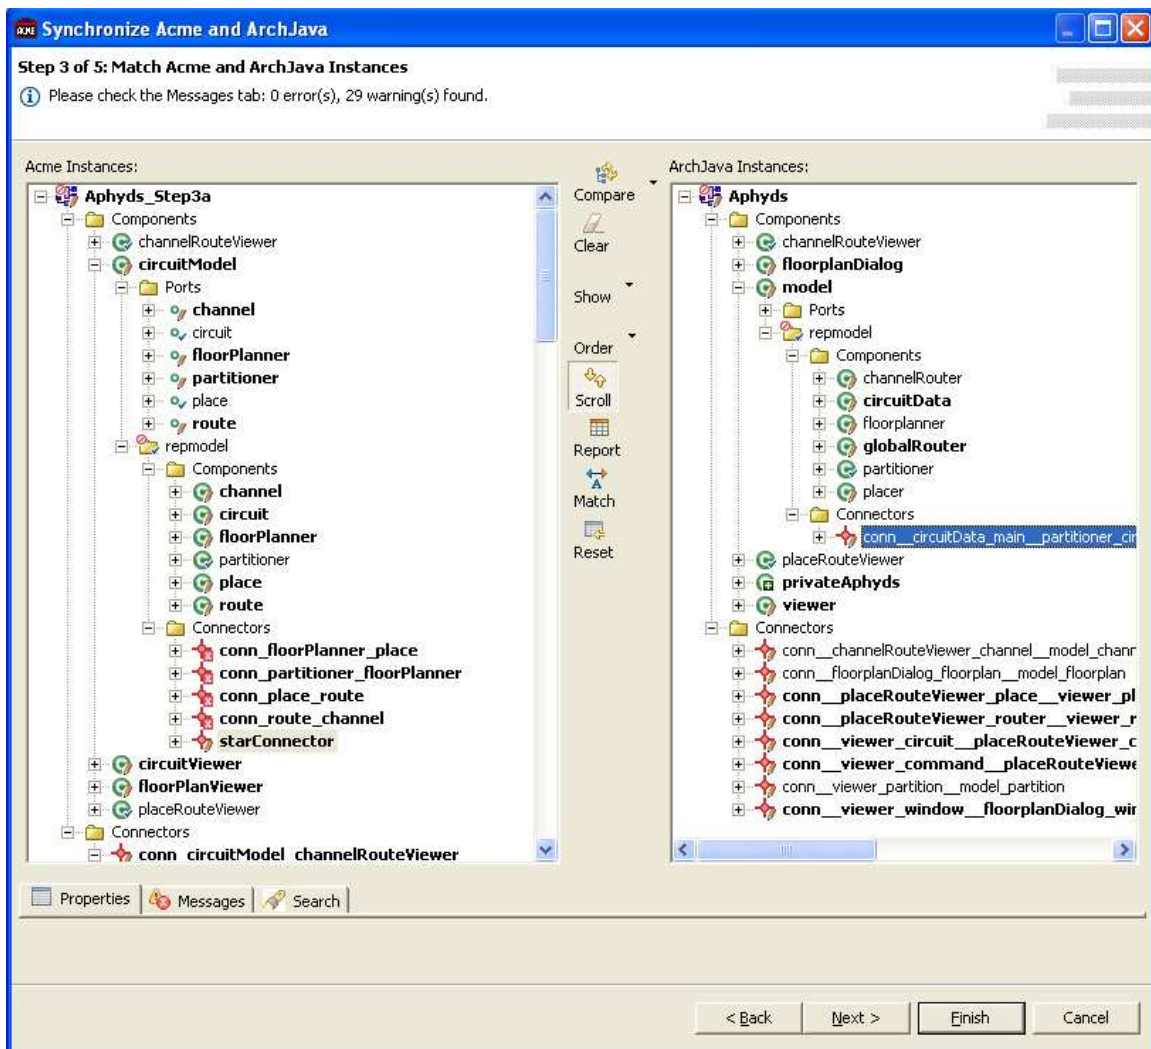 Synchronize Acme and ArchJava
Step 3 of 5: Match Acme and ArchJava Instances
Please check the Messages tab: 0 error(s), 29 warning(s) found.
Acme Instances:
Aphyds_Step3a
Components
channelRouteViewer
circuitModel
Ports
channel
circuit
floorPlanner
partitioner
place
route
repmodel
Components
channel
circuit
floorPlanner
partitioner
place
route
Connectors
conn_floorPlanner_place
conn_partitioner_floorPlanner
conn_place_route
conn_route_channel
starConnector
circuitViewer
floorPlanViewer
placeRouteViewer
Connectors
conn_circuitModel_channelRouteViewer
Compare
Clear
Show
Order
Scroll
Report
Match
Reset
ArchJava Instances:
Aphyds
Components
channelRouteViewer
floorplanDialog
model
Ports
repmodel
Components
channelRouter
circuitData
floorplanner
globalRouter
partitioner
placer
Connectors
conn__circuitData_main__partitioner_cir
placeRouteViewer
privateAphyds
viewer
Connectors
conn__channelRouteViewer_channel__model_chanr
conn__floorplanDialog_floorplan__model_floorplan
conn__placeRouteViewer_place__viewer_pl
conn__placeRouteViewer_router__viewer_r
conn__viewer_circuit__placeRouteViewer_c
conn__viewer_command__placeRouteViewe
conn__viewer_partition__model_partition
conn__viewer_window__floorplanDialog_wir
Properties Messages Search
< Back Next > Finish Cancel